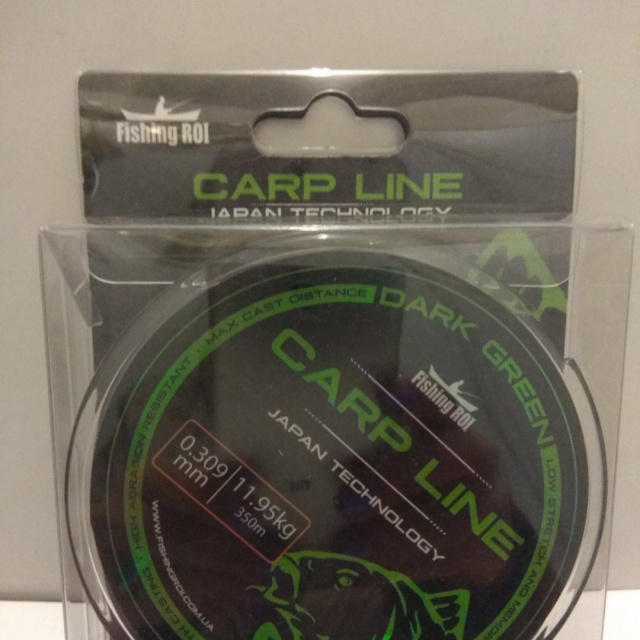 Fishing ROI
CARP LINE
JAPAN TECHNOLOGY
MAX CAST DISTANCE
DARK GREEN
HIGH ABRASION RESISTANT
LOW STRETCH AND MEMORY
CARP LINE
Fishing ROI
JAPAN TECHNOLOGY
0.309 mm
11.95kg
350m
WWW.FISHINGROI.COM.UA
CASTING